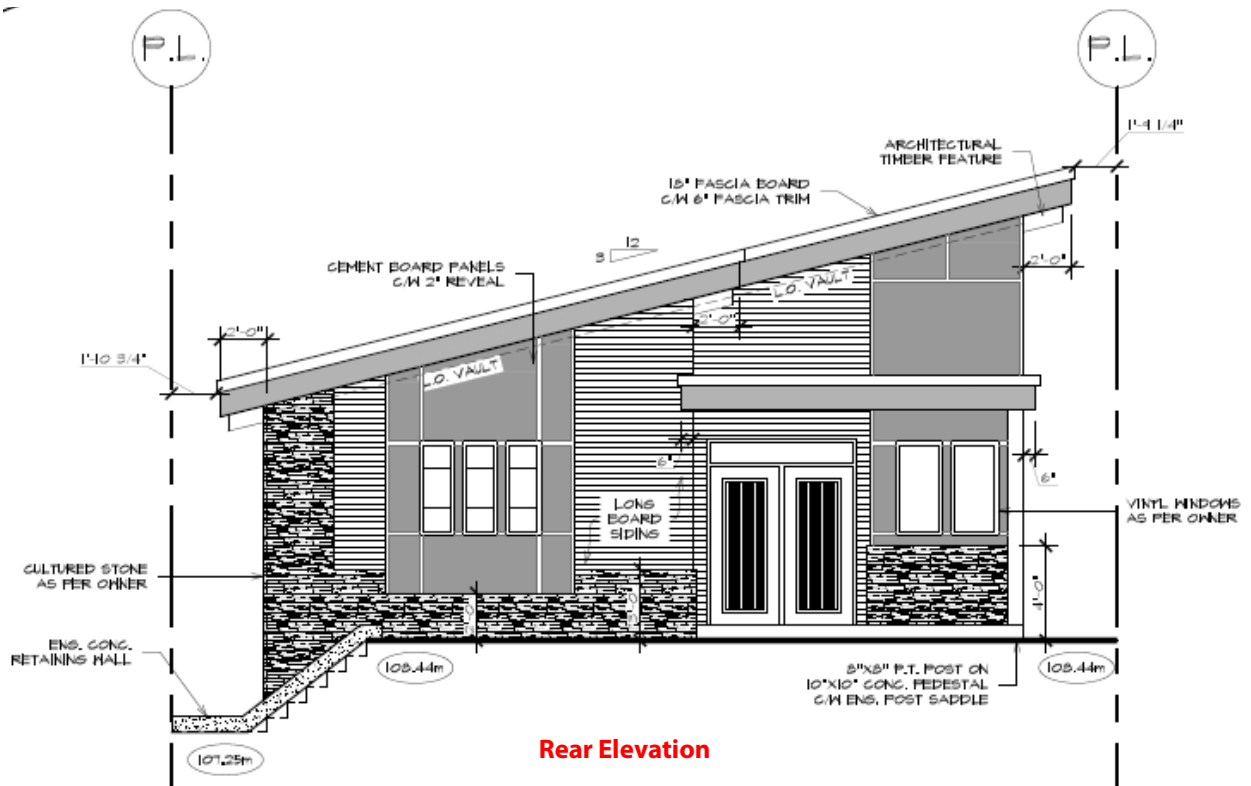 P.L.
P.L.
1'-4 1/4"
ARCHITECTURAL
TIMBER FEATURE
18" FASCIA BOARD
C/W 6" FASCIA TRIM
12
3
CEMENT BOARD PANELS
C/W 2" REVEAL
2'-0"
L.O. VAULT
2'-0"
2'-0"
1'-10 3/4"
L.O. VAULT
6"
6"
LONG
BOARD
SIDING
VINYL WINDOWS
AS PER OWNER
CULTURED STONE
AS PER OWNER
4'-0"
3'-0"
ENG. CONC.
RETAINING WALL
108.44m
108.44m
8"X8" P.T. POST ON
10"X10" CONC. PEDESTAL
C/W ENG. POST SADDLE
Rear Elevation
107.25m